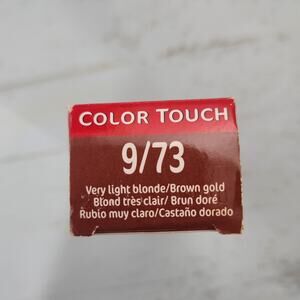 COLOR TOUCH
9/73
Very light blonde/Brown gold
Blond très clair/ Brun doré
Rubio muy claro/Castaño dorado